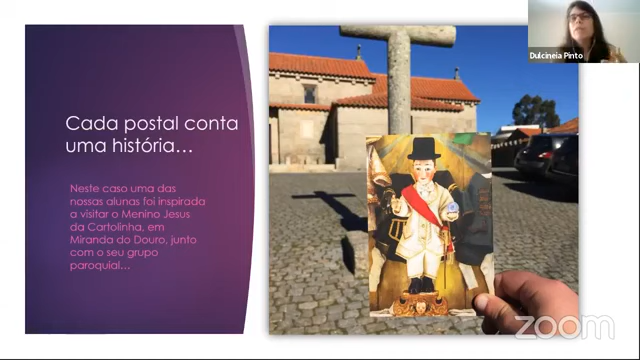 Dulcineia Pinto
Cada postal conta
uma história…
Neste caso uma das
nossas alunas foi inspirada
a visitar o Menino Jesus
da Cartolinha, em
Miranda do Douro, junto
com o seu grupo
paroquial…
zoom